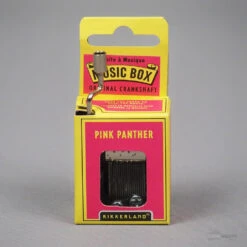 Boîte à Musique
MUSIC BOX
ORIGINAL CRANKSHAFT
PINK PANTHER
KIKKERLAND